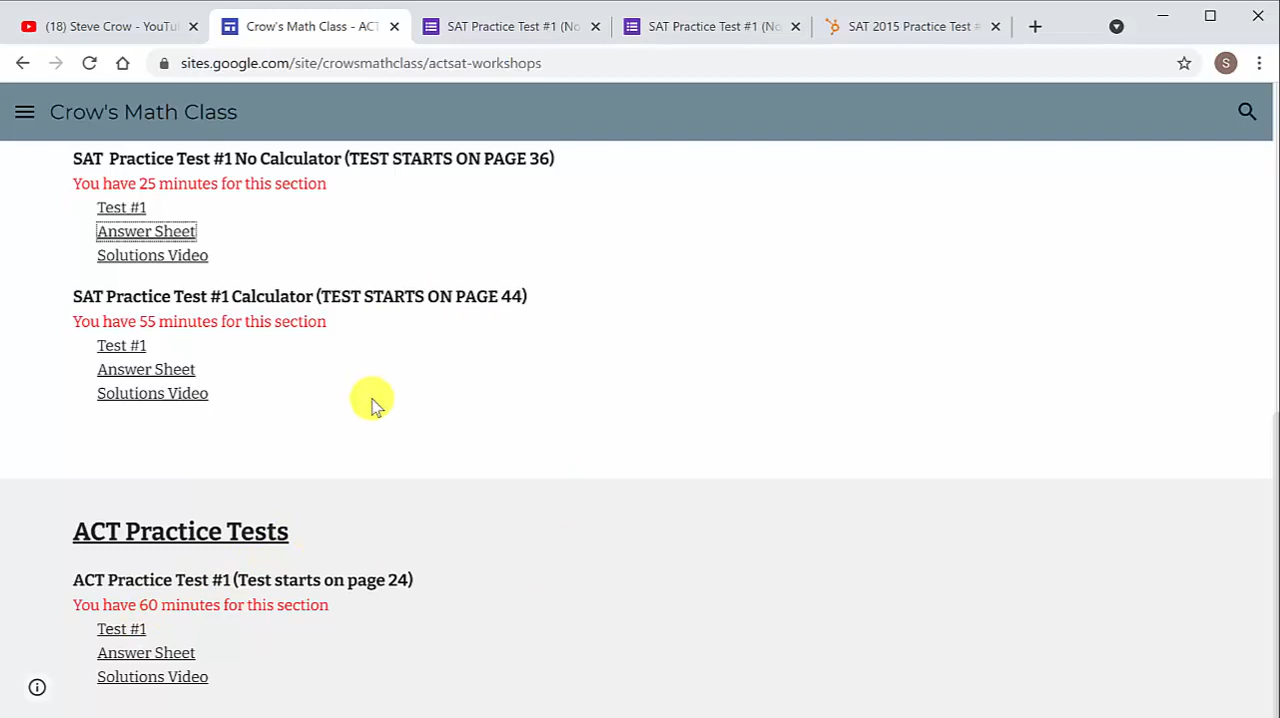 (18) Steve Crow - YouTu
Crow's Math Class - ACT
SAT Practice Test #1 (No
SAT Practice Test #1 (No
SAT 2015 Practice Test #
sites.google.com/site/crowsmathclass/actsat-workshops
S
Crow's Math Class
SAT Practice Test #1 No Calculator (TEST STARTS ON PAGE 36)
You have 25 minutes for this section
Test #1
Answer Sheet
Solutions Video
SAT Practice Test #1 Calculator (TEST STARTS ON PAGE 44)
You have 55 minutes for this section
Test #1
Answer Sheet
Solutions Video
ACT Practice Tests
ACT Practice Test #1 (Test starts on page 24)
You have 60 minutes for this section
Test #1
Answer Sheet
Solutions Video